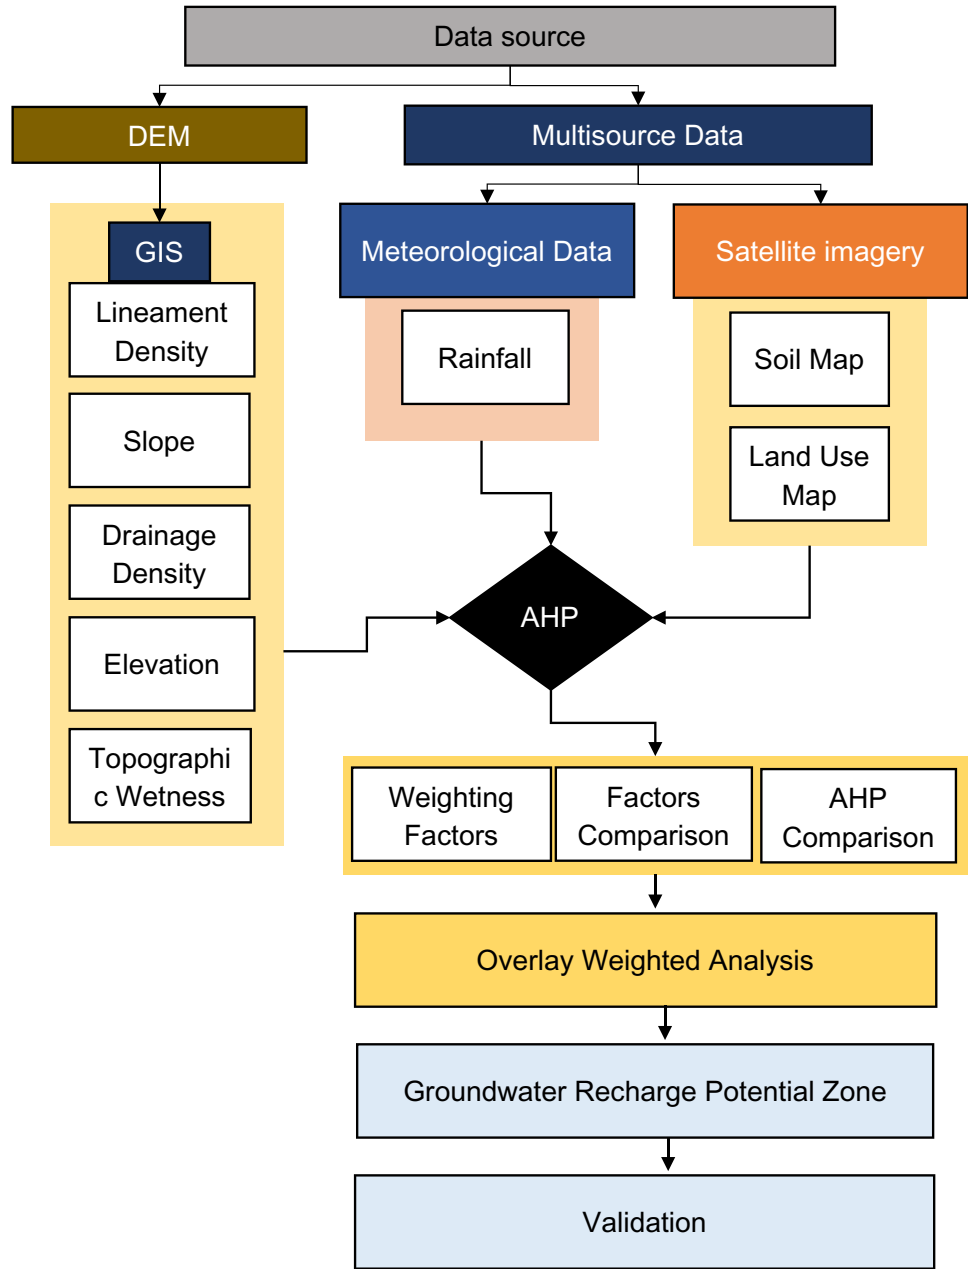 Data source
DEM
Multisource Data
GIS
Meteorological Data
Satellite imagery
Lineament
Density
Slope
Drainage
Density
Elevation
Topographi
c Wetness
Rainfall
Soil Map
Land Use
Map
AHP
Weighting
Factors
Factors
Comparison
AHP
Comparison
Overlay Weighted Analysis
Groundwater Recharge Potential Zone
Validation